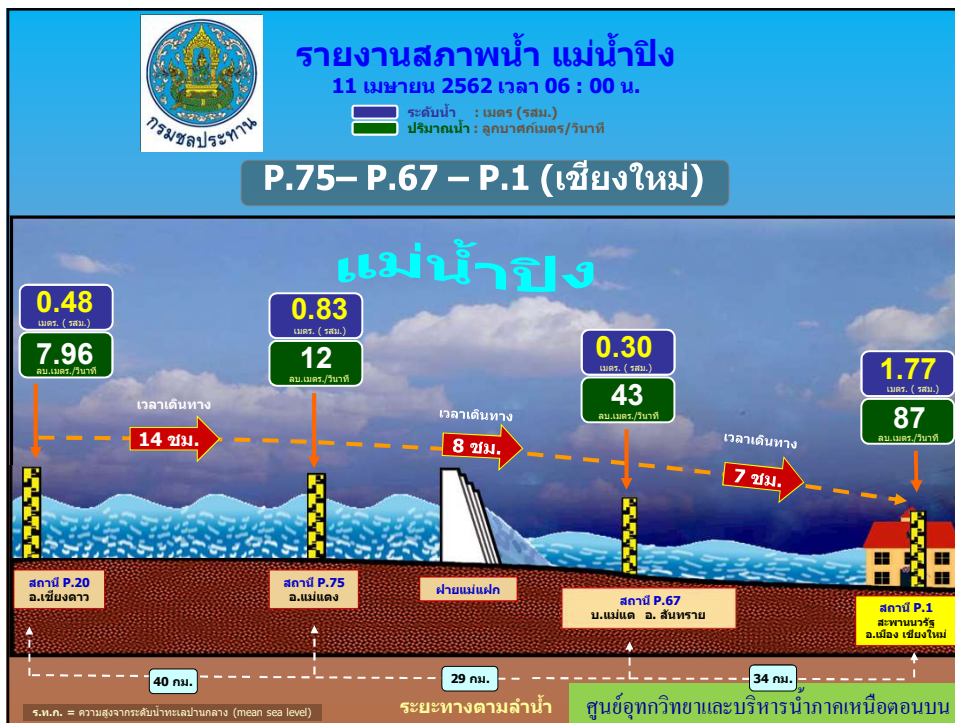 รายงานสภาพน้ำ แม่น้ำปิง
11 เมษายน 2562 เวลา 06 : 00 น.
ระดับน้ำ : เมตร (รสม.)
ปริมาณน้ำ : ลูกบาศก์เมตร/วินาที
กรมชลประทาน
P.75– P.67 – P.1 (เชียงใหม่)
แม่น้ำปิง
0.48
เมตร. ( รสม.)
7.96
ลบ.เมตร./วินาที
0.83
เมตร. ( รสม.)
12
ลบ.เมตร./วินาที
0.30
เมตร. ( รสม.)
43
ลบ.เมตร./วินาที
1.77
เมตร. ( รสม.)
87
ลบ.เมตร./วินาที
เวลาเดินทาง
14 ชม.
เวลาเดินทาง
8 ชม.
เวลาเดินทาง
7 ชม.
สถานี P.20
อ.เชียงดาว
สถานี P.75
อ.แม่แตง
ฝายแม่แฝก
สถานี P.67
บ.แม่แต อ. สันทราย
สถานี P.1
สะพานนวรัฐ
อ.เมือง เชียงใหม่
40 กม.
29 กม.
34 กม.
ร.ท.ก. = ความสูงจากระดับน้ำทะเลปานกลาง (mean sea level)
ระยะทางตามลำน้ำ
ศูนย์อุทกวิทยาและบริหารน้ำภาคเหนือตอนบน